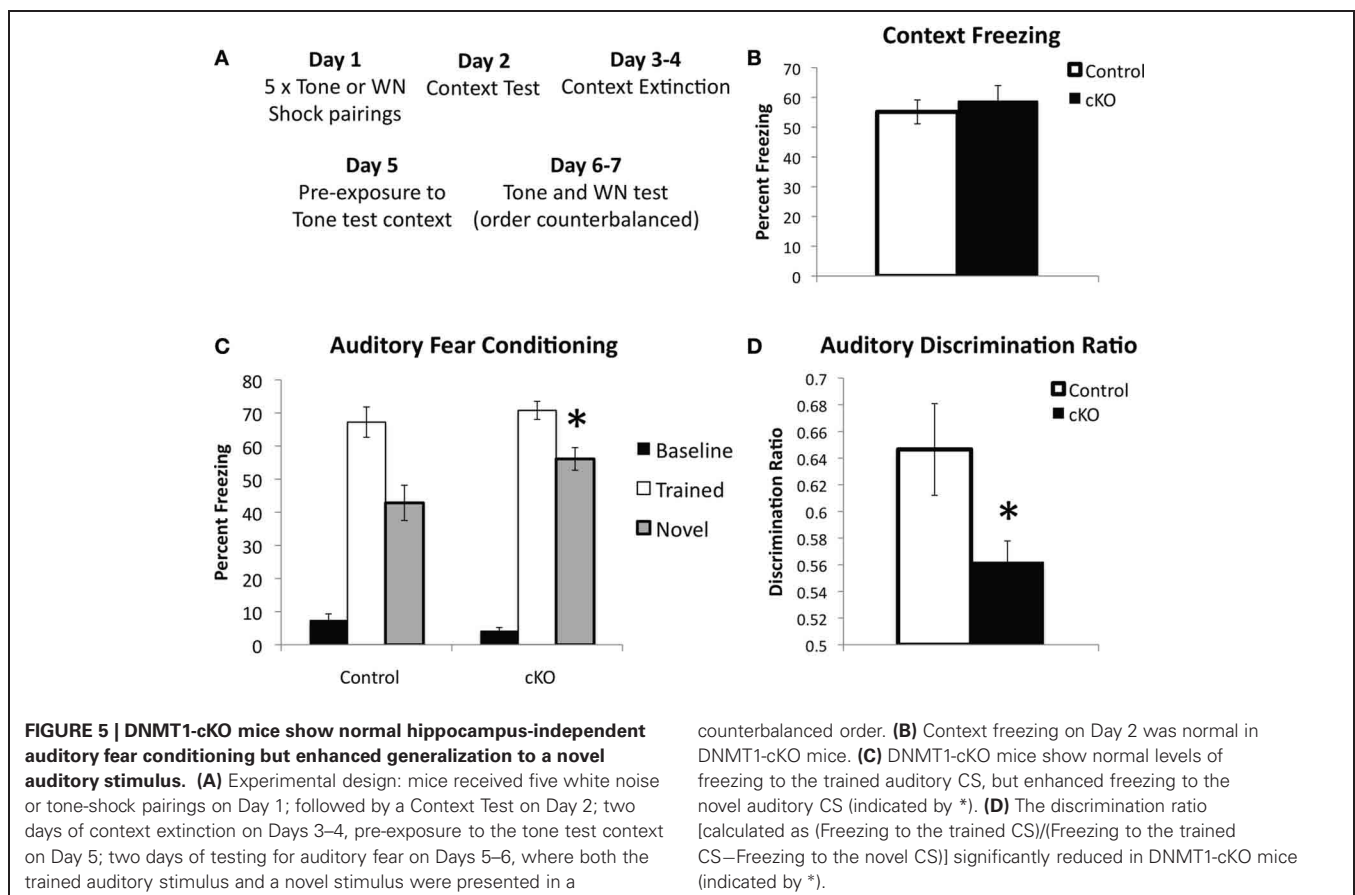 A
Day 1
5 x Tone or WN
Shock pairings
Day 2
Context Test
Day 3-4
Context Extinction
Day 5
Pre-exposure to
Tone test context
Day 6-7
Tone and WN test
(order counterbalanced)
B
Context Freezing
Percent Freezing
70
60
50
40
30
20
10
0
Control
cKO
C
Auditory Fear Conditioning
Percent Freezing
80
70
60
50
40
30
20
10
0
Control
cKO
*
Baseline
Trained
Novel
D
Auditory Discrimination Ratio
Discrimination Ratio
0.7
0.68
0.66
0.64
0.62
0.6
0.58
0.56
0.54
0.52
0.5
*
Control
cKO
FIGURE 5 | DNMT1-cKO mice show normal hippocampus-independent
auditory fear conditioning but enhanced generalization to a novel
auditory stimulus. (A) Experimental design: mice received five white noise
or tone-shock pairings on Day 1; followed by a Context Test on Day 2; two
days of context extinction on Days 3–4, pre-exposure to the tone test context
on Day 5; two days of testing for auditory fear on Days 5–6, where both the
trained auditory stimulus and a novel stimulus were presented in a
counterbalanced order. (B) Context freezing on Day 2 was normal in
DNMT1-cKO mice. (C) DNMT1-cKO mice show normal levels of
freezing to the trained auditory CS, but enhanced freezing to the
novel auditory CS (indicated by *). (D) The discrimination ratio
[calculated as (Freezing to the trained CS)/(Freezing to the trained
CS−Freezing to the novel CS)] significantly reduced in DNMT1-cKO mice
(indicated by *).